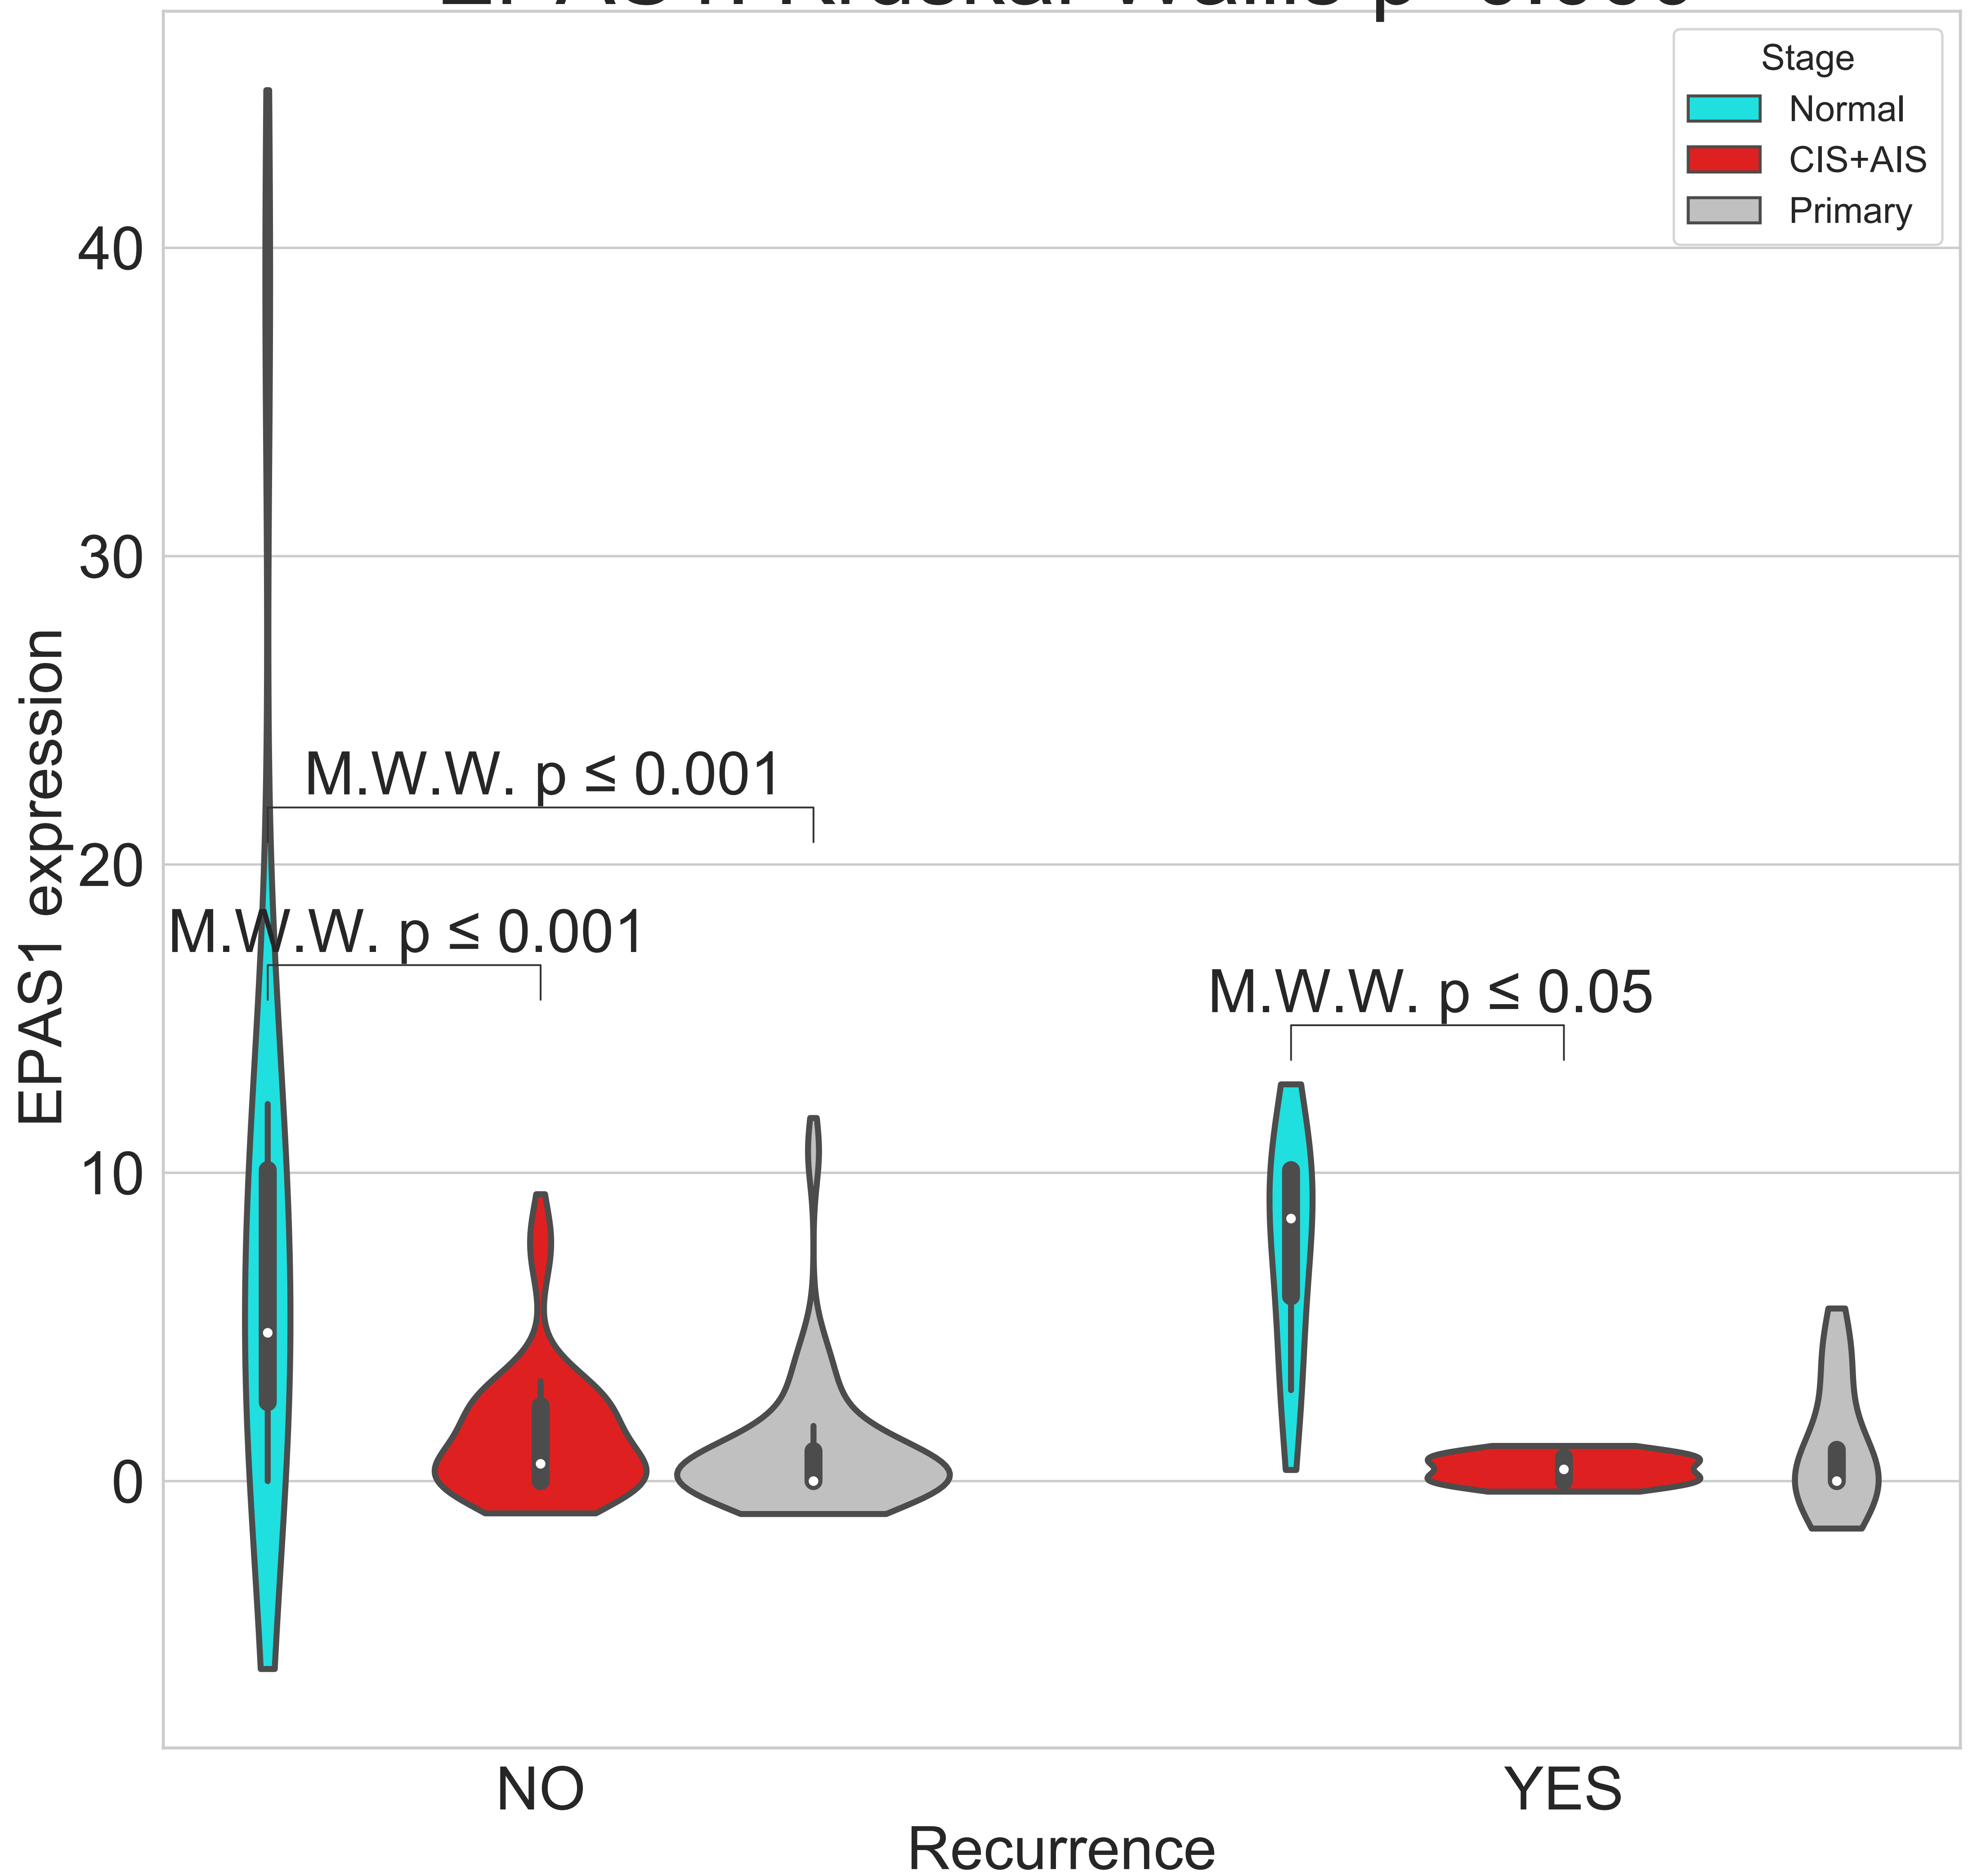 Stage
Normal
CIS+AIS
Primary
40
30
20
10
0
EPAS1 expression
M.W.W. p ≤ 0.001
M.W.W. p ≤ 0.001
M.W.W. p ≤ 0.05
NO
YES
Recurrence